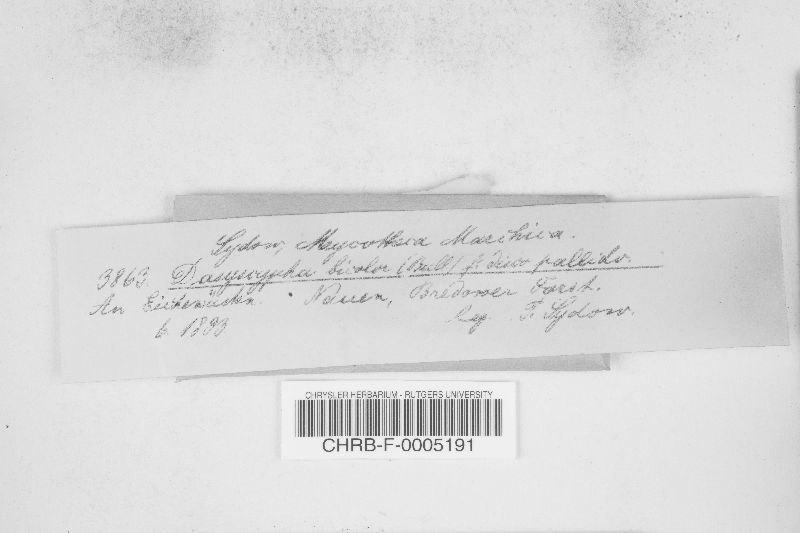 Sydow, Mycotheca Marchica.
3863. Dasyscypha bicolor (Bull.) f. disco pallido.
An Nauen, Bredower Forst.
6. 1893 leg. P. Sydow.
CHRYSLER HERBARIUM - RUTGERS UNIVERSITY
CHRB-F-0005191